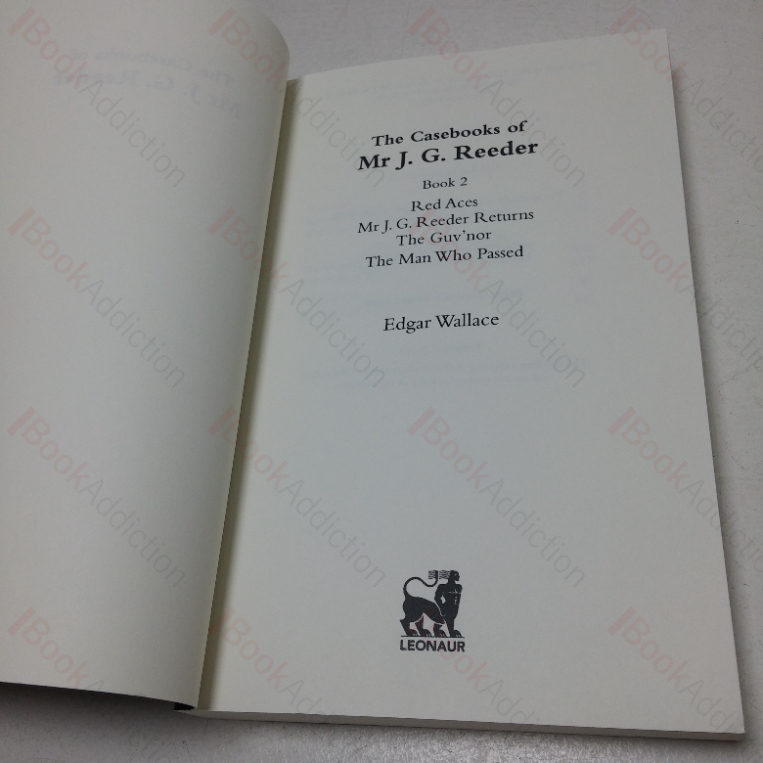 The Casebooks of
Mr J. G. Reeder
Book 2
Red Aces
Mr J. G. Reeder Returns
The Guv'nor
The Man Who Passed
Edgar Wallace
LEONAUR
BookAddiction